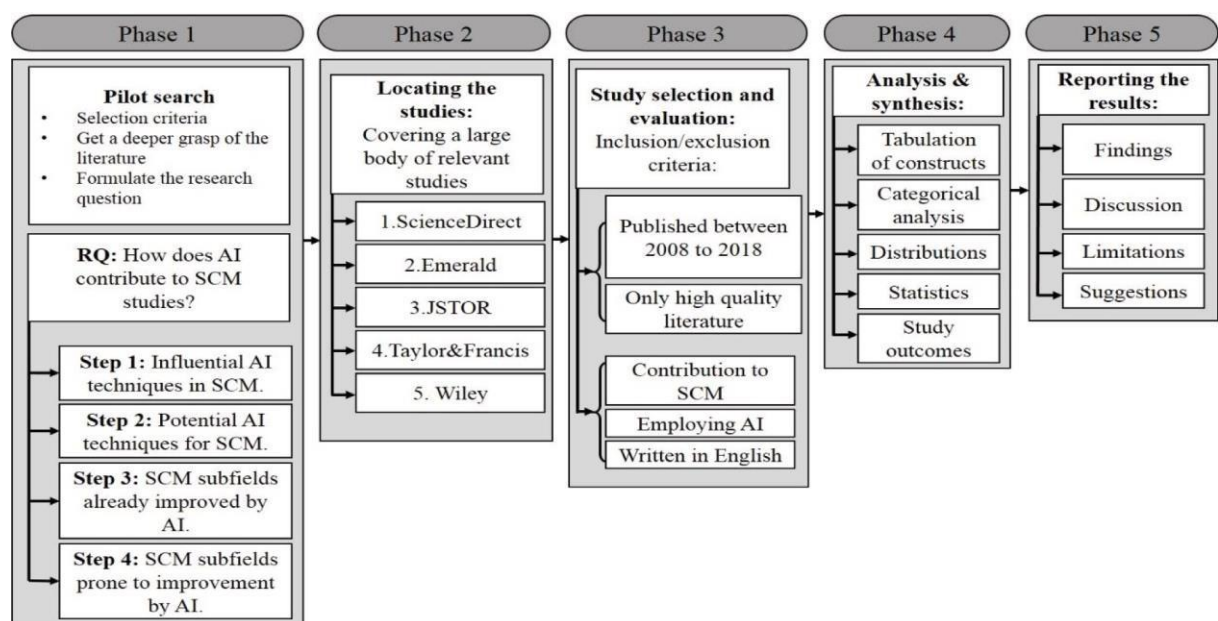 Phase 1
Pilot search
• Selection criteria
• Get a deeper grasp of the
literature
• Formulate the research
question
RQ: How does AI
contribute to SCM
studies?
Step 1: Influential AI
techniques in SCM.
Step 2: Potential AI
techniques for SCM.
Step 3: SCM subfields
already improved by
AI.
Step 4: SCM subfields
prone to improvement
by AI.
Phase 2
Locating the
studies:
Covering a large
body of relevant
studies
1.ScienceDirect
2.Emerald
3.JSTOR
4.Taylor&Francis
5. Wiley
Phase 3
Study selection and
evaluation:
Inclusion/exclusion
criteria:
Published between
2008 to 2018
Only high quality
literature
Contribution to
SCM
Employing AI
Written in English
Phase 4
Analysis &
synthesis:
Tabulation
of constructs
Categorical
analysis
Distributions
Statistics
Study
outcomes
Phase 5
Reporting the
results:
Findings
Discussion
Limitations
Suggestions